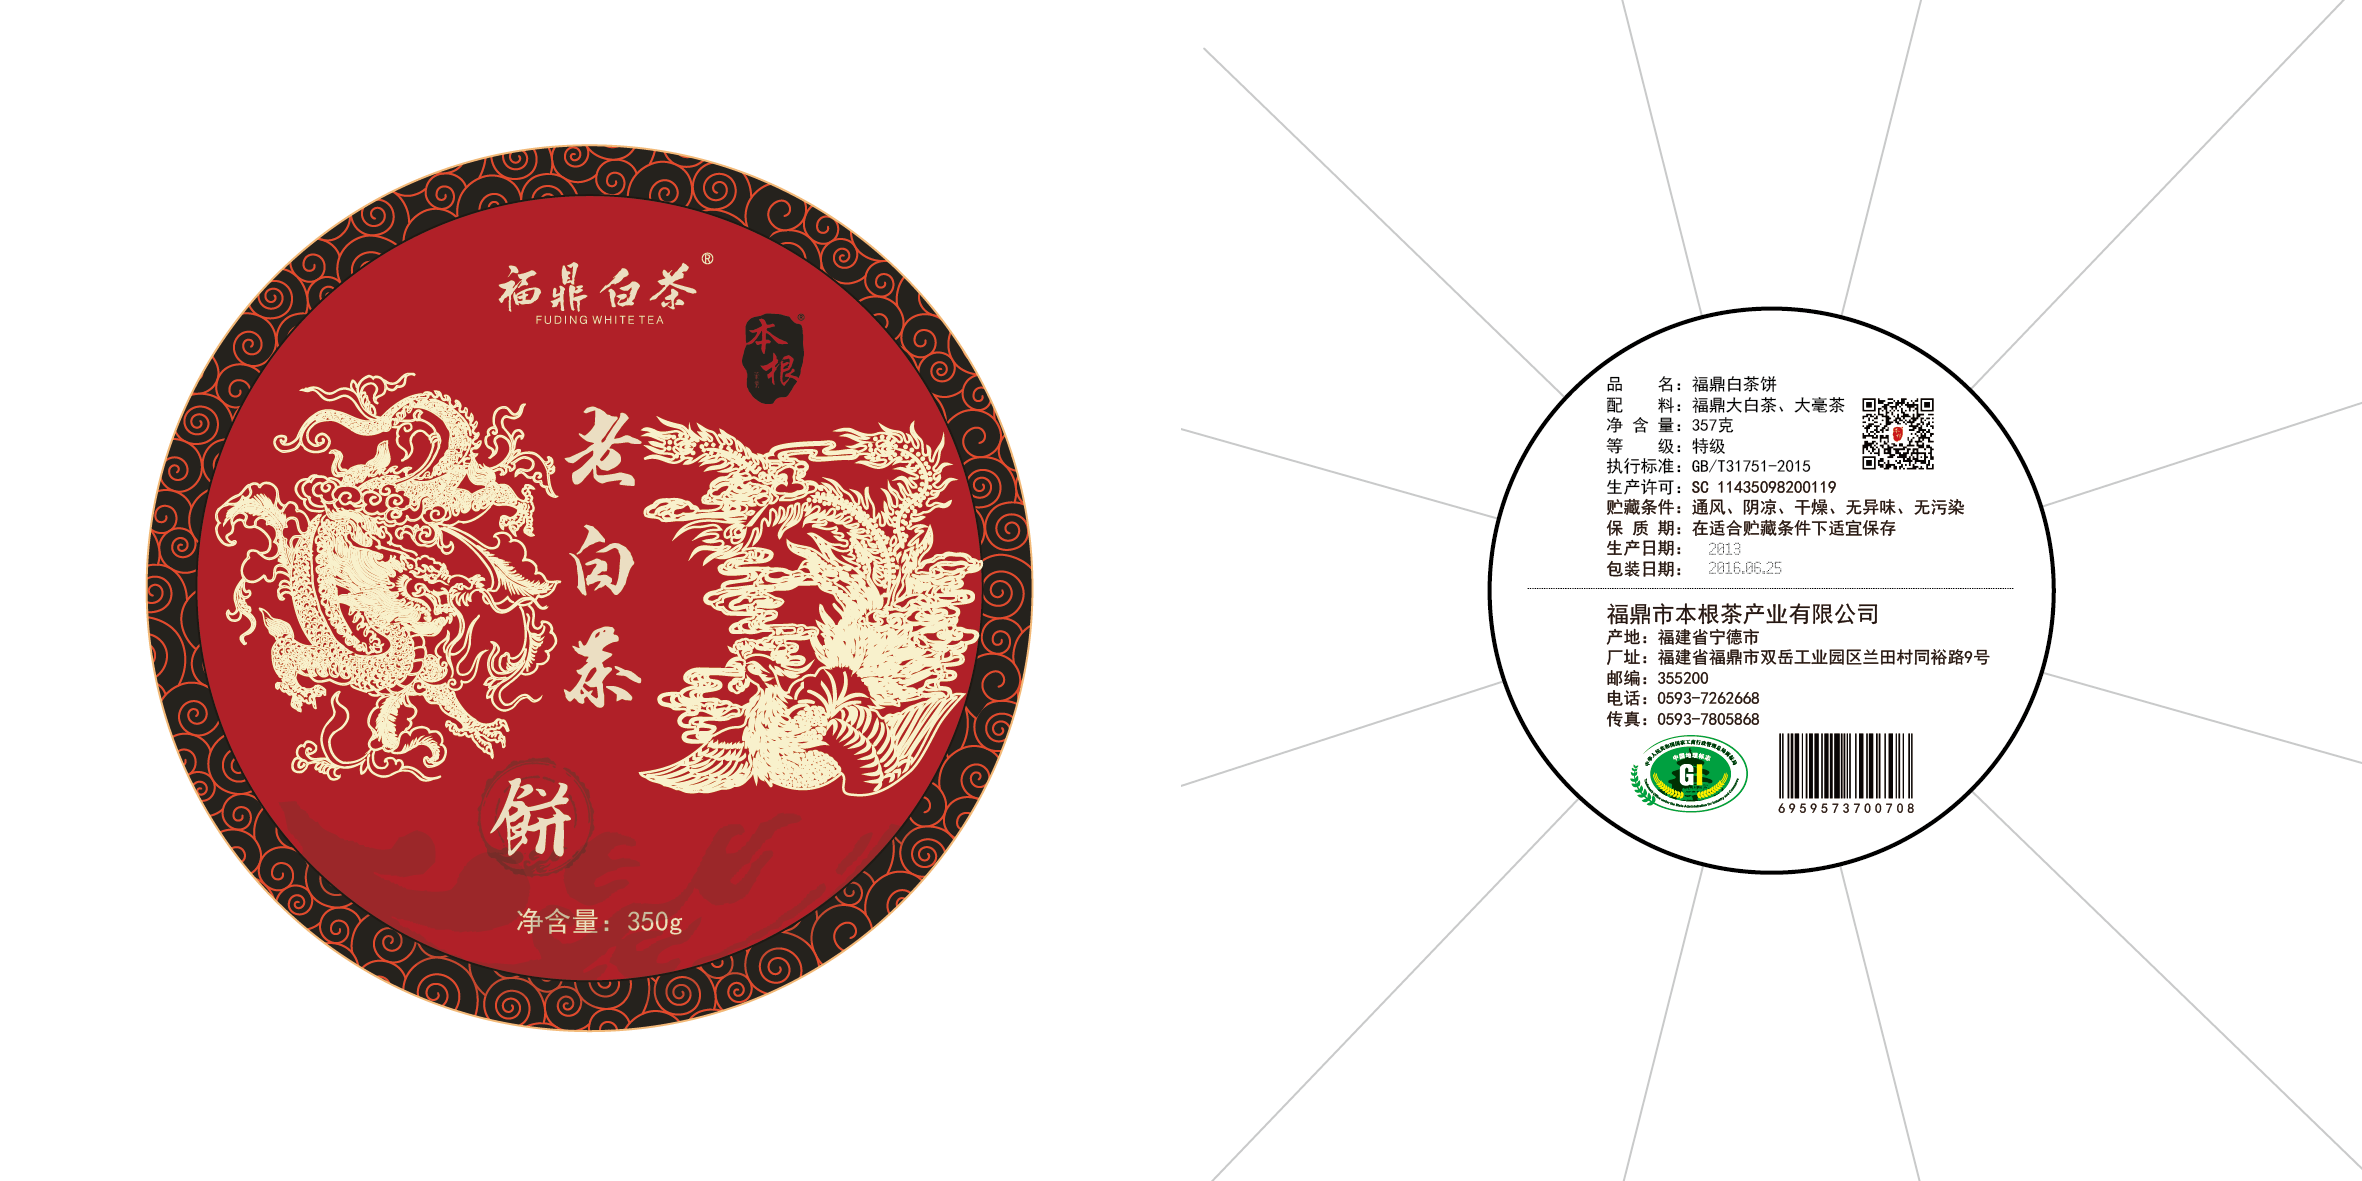 福鼎白茶®
FUDING WHITE TEA
本根®
老白茶
餅
净含量：350g
品名：福鼎白茶饼
配料：福鼎大白茶、大毫茶
净含量：357克
等级：特级
执行标准：GB/T31751-2015
生产许可：SC 11435098200119
贮藏条件：通风、阴凉、干燥、无异味、无污染
保质期：在适合贮藏条件下适宜保存
生产日期：2013
包装日期：2016.06.25
福鼎市本根茶产业有限公司
产地：福建省宁德市
厂址：福建省福鼎市双岳工业园区兰田村同裕路9号
邮编：355200
电话：0593-7262668
传真：0593-7805868
中国地理标志
GI
6959573700708